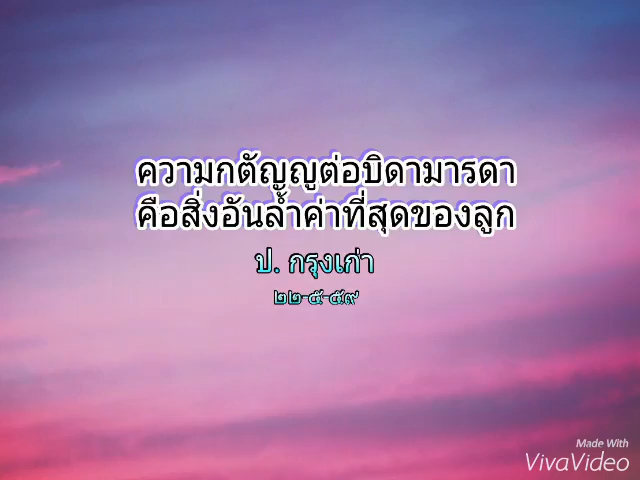 ความกตัญญูต่อบิดามารดา
คือสิ่งอันล้ำค่าที่สุดของลูก
ป. กรุงเก่า
๒๒-๕-๕๙
Made With
VivaVideo